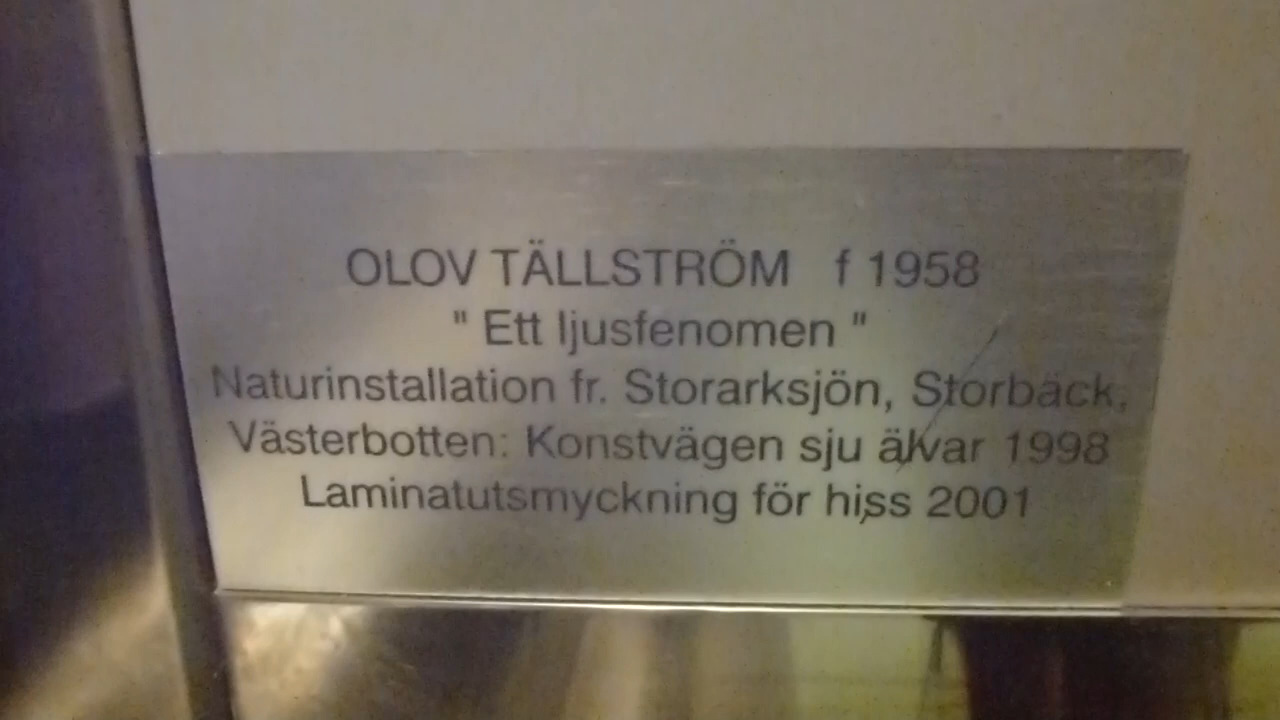 OLOV TÄLLSTRÖM f 1958
" Ett ljusfenomen "
Naturinstallation fr. Storarksjön, Storbäck,
Västerbotten: Konstvägen sju älvar 1998
Laminatutsmyckning för hiss 2001